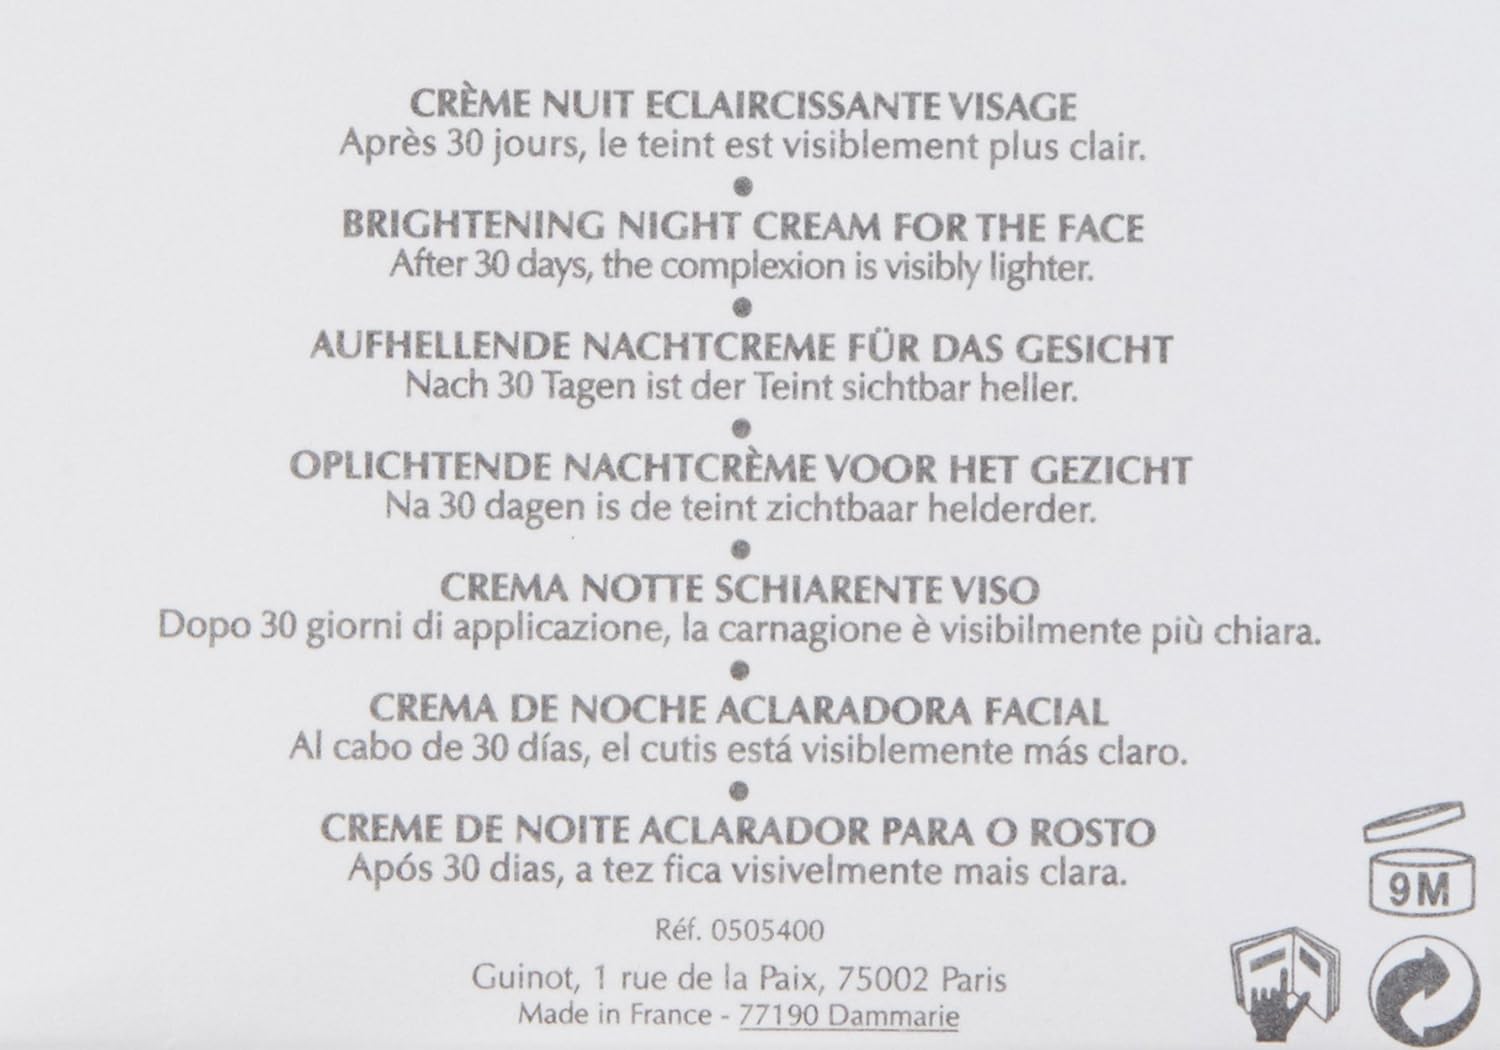 CRÈME NUIT ECLAIRCISSANTE VISAGE
Après 30 jours, le teint est visiblement plus clair.
•
BRIGHTENING NIGHT CREAM FOR THE FACE
After 30 days, the complexion is visibly lighter.
•
AUFHELLENDE NACHTCREME FÜR DAS GESICHT
Nach 30 Tagen ist der Teint sichtbar heller.
•
OPLICHTENDE NACHTCRÈME VOOR HET GEZICHT
Na 30 dagen is de teint zichtbaar helderder.
•
CREMA NOTTE SCHIARENTE VISO
Dopo 30 giorni di applicazione, la carnagione è visibilmente più chiara.
•
CREMA DE NOCHE ACLARADORA FACIAL
Al cabo de 30 días, el cutis está visiblemente más claro.
•
CREME DE NOITE ACLARADOR PARA O ROSTO
Após 30 dias, a tez fica visivelmente mais clara.
Réf. 0505400
Guinot, 1 rue de la Paix, 75002 Paris
Made in France - 77190 Dammarie
9 M